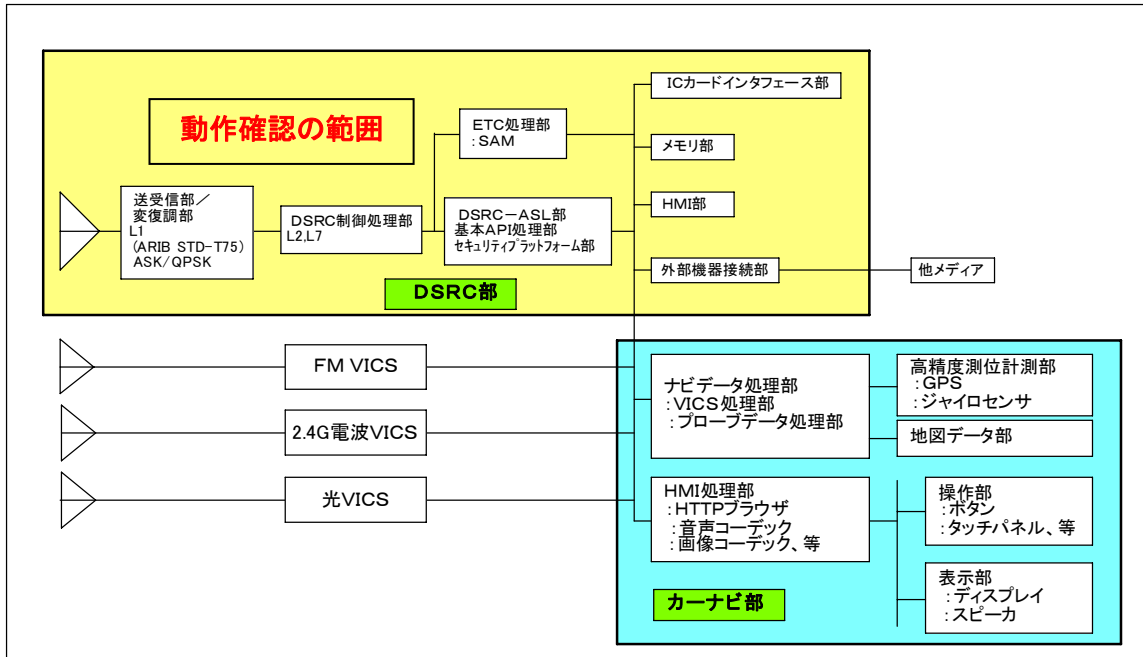 動作確認の範囲
送受信部／
変復調部
L1
(ARIB STD-T75)
ASK/QPSK
DSRC制御処理部
L2,L7
ETC処理部
:SAM
DSRC－ASL部
基本API処理部
セキュリティプラットフォーム部
DSRC部
ICカードインタフェース部
メモリ部
HMI部
外部機器接続部
他メディア
FM VICS
2.4G電波VICS
光VICS
ナビデータ処理部
:VICS処理部
:プローブデータ処理部
高精度測位計測部
:GPS
:ジャイロセンサ
地図データ部
HMI処理部
:HTTPブラウザ
:音声コーデック
:画像コーデック、等
操作部
:ボタン
:タッチパネル、等
表示部
:ディスプレイ
:スピーカ
カーナビ部